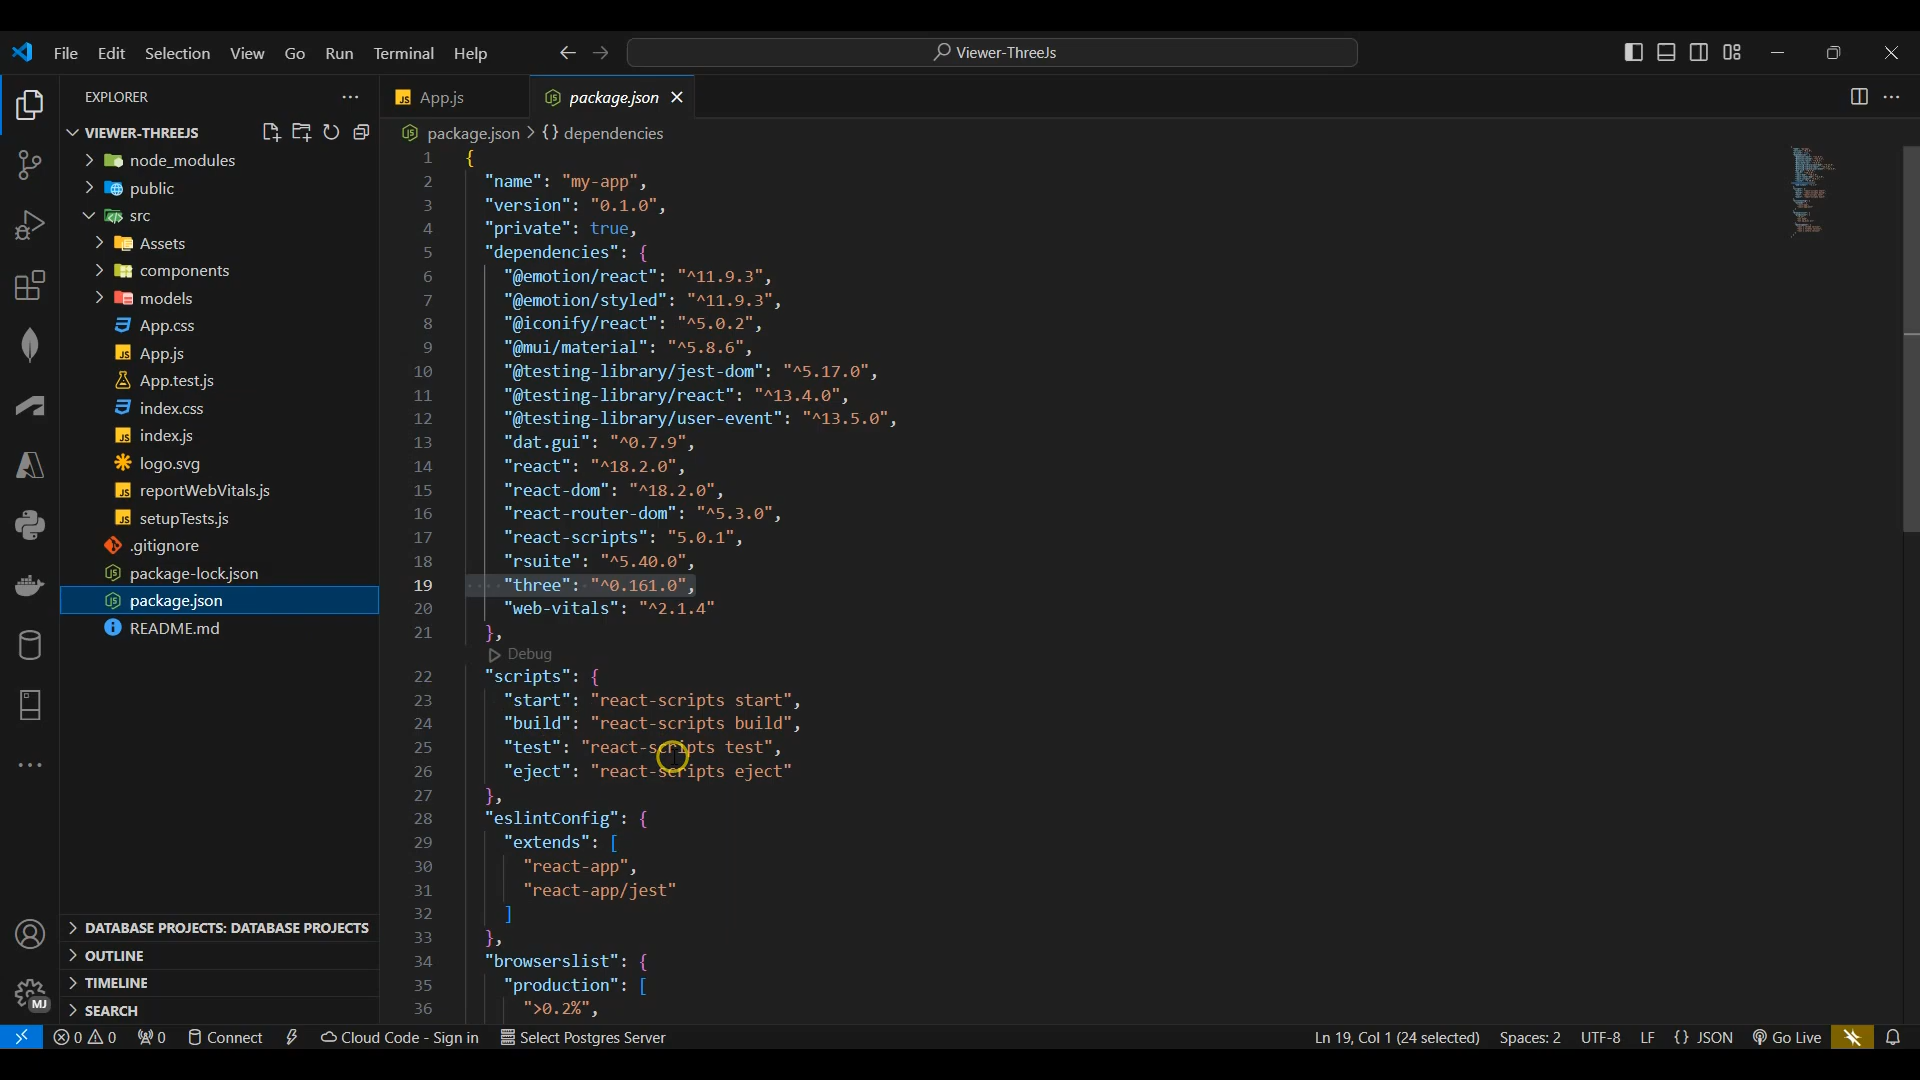 File Edit Selection View Go Run Terminal Help
Viewer-ThreeJs
EXPLORER
VIEWER-THREEJS
node_modules
public
src
Assets
components
models
App.css
App.js
App.test.js
index.css
index.js
logo.svg
reportWebVitals.js
setupTests.js
.gitignore
package-lock.json
package.json
README.md
DATABASE PROJECTS: DATABASE PROJECTS
OUTLINE
TIMELINE
SEARCH
MJ
App.js package.json
package.json > {} dependencies
1 {
2 "name": "my-app",
3 "version": "0.1.0",
4 "private": true,
5 "dependencies": {
6 "@emotion/react": "^11.9.3",
7 "@emotion/styled": "^11.9.3",
8 "@iconify/react": "^5.0.2",
9 "@mui/material": "^5.8.6",
10 "@testing-library/jest-dom": "^5.17.0",
11 "@testing-library/react": "^13.4.0",
12 "@testing-library/user-event": "^13.5.0",
13 "dat.gui": "^0.7.9",
14 "react": "^18.2.0",
15 "react-dom": "^18.2.0",
16 "react-router-dom": "^5.3.0",
17 "react-scripts": "5.0.1",
18 "rsuite": "^5.40.0",
19 "three": "^0.161.0",
20 "web-vitals": "^2.1.4"
21 },
Debug
22 "scripts": {
23 "start": "react-scripts start",
24 "build": "react-scripts build",
25 "test": "react-scripts test",
26 "eject": "react-scripts eject"
27 },
28 "eslintConfig": {
29 "extends": [
30 "react-app",
31 "react-app/jest"
32 ]
33 },
34 "browserslist": {
35 "production": [
36 ">0.2%",
0 0 0 Connect Cloud Code - Sign in Select Postgres Server Ln 19, Col 1 (24 selected) Spaces: 2 UTF-8 LF {} JSON Go Live